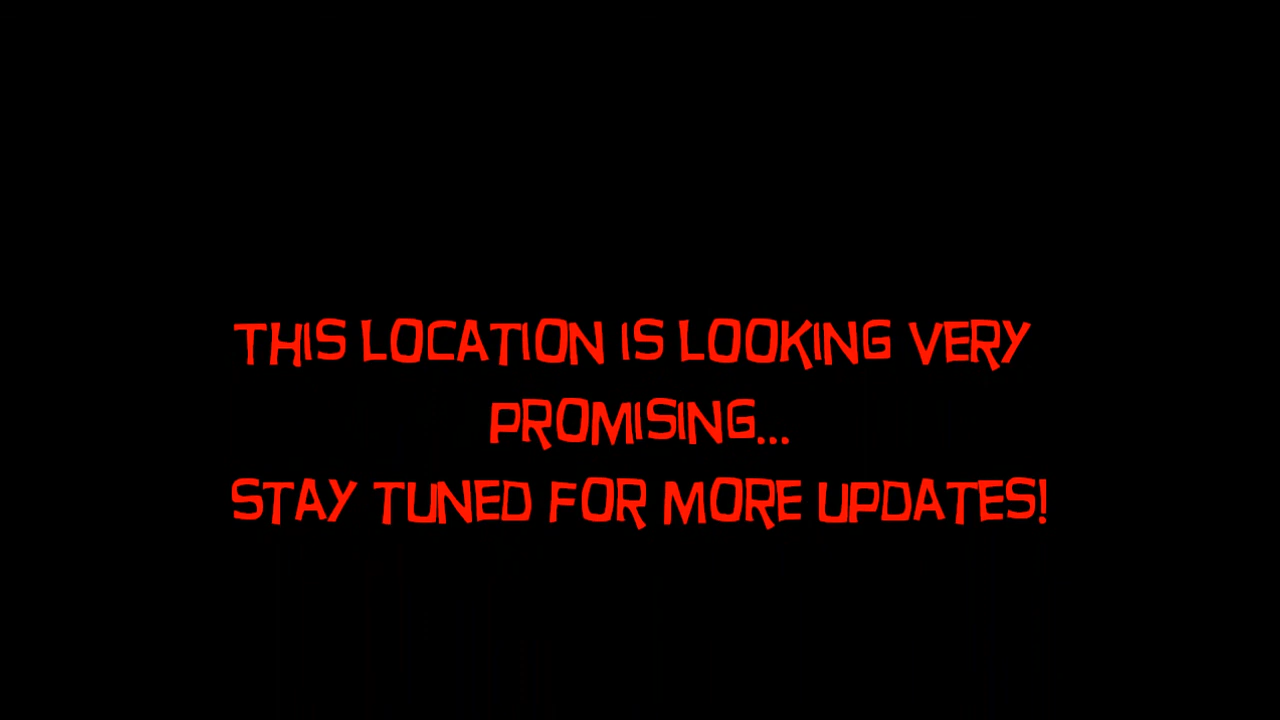 THIS LOCATION IS LOOKING VERY
PROMISING...
STAY TUNED FOR MORE UPDATES!